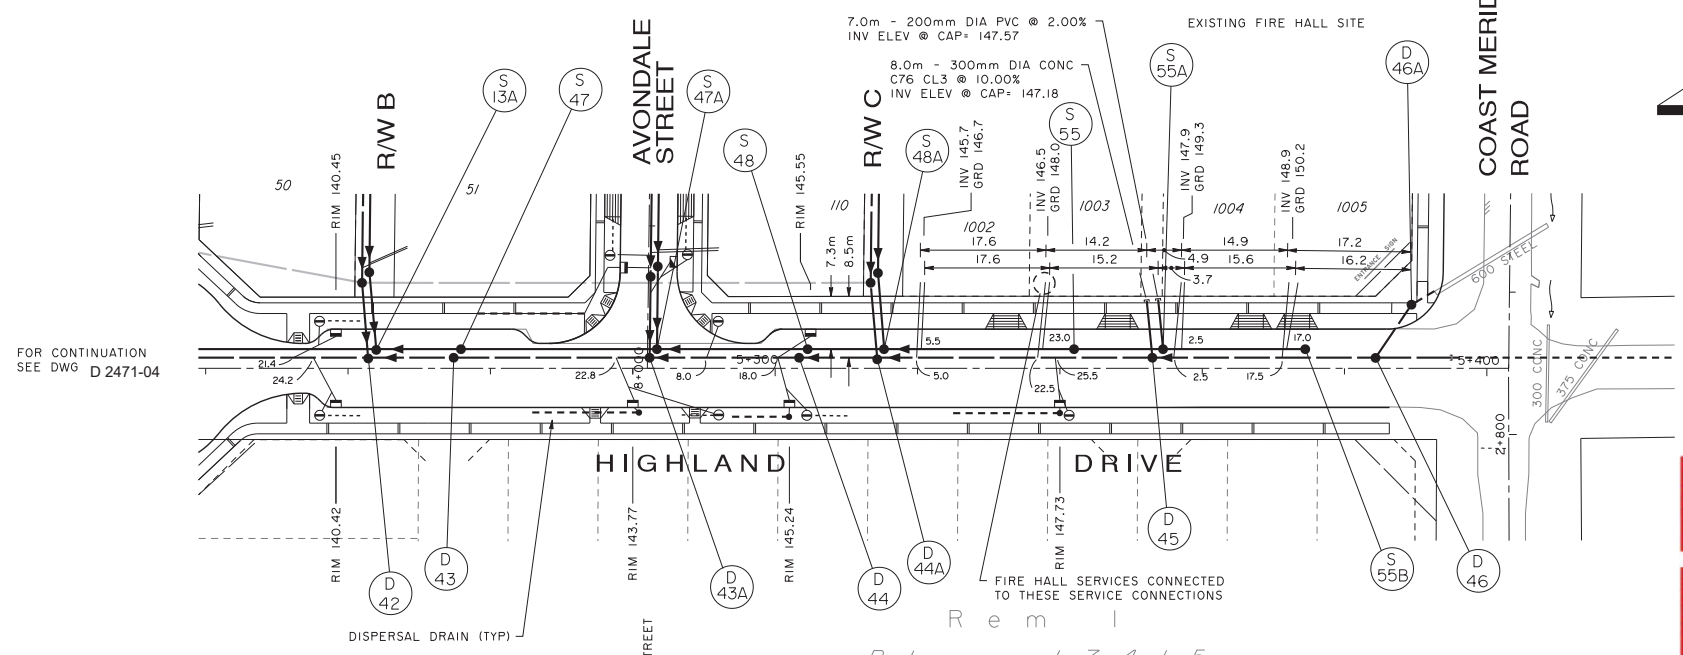 7.0m - 200mm DIA PVC @ 2.00%
INV ELEV @ CAP= 147.57
EXISTING FIRE HALL SITE
8.0m - 300mm DIA CONC
C76 CL3 @ 10.00%
INV ELEV @ CAP= 147.18
R/W B
AVONDALE
STREET
R/W C
COAST MERID
ROAD
S
13A
S
47
S
47A
S
48
S
48A
S
55
S
55A
D
46A
50
51
110
1002
1003
1004
1005
RIM 140.45
RIM 145.55
INV 145.7
GRD 146.7
INV 146.5
GRD 148.0
INV 147.9
GRD 149.3
INV 148.9
GRD 150.2
7.3m
8.5m
17.6
14.2
4.9
14.9
17.2
17.6
15.2
3.7
15.6
16.2
ENTRANCE SIGN
600 STEEL
300 CONC
375 CONC
FOR CONTINUATION
SEE DWG D 2471-04
21.4
24.2
22.8
8+000
8.0
5+300
18.0
5.5
5.0
23.0
22.5
25.5
2.5
2.5
17.0
17.5
5+400
2+800
HIGHLAND DRIVE
RIM 140.42
RIM 143.77
RIM 145.24
RIM 147.73
D
42
D
43
D
43A
D
44
D
44A
D
45
S
55B
D
46
FIRE HALL SERVICES CONNECTED
TO THESE SERVICE CONNECTIONS
DISPERSAL DRAIN (TYP)
TREET
Rem 1